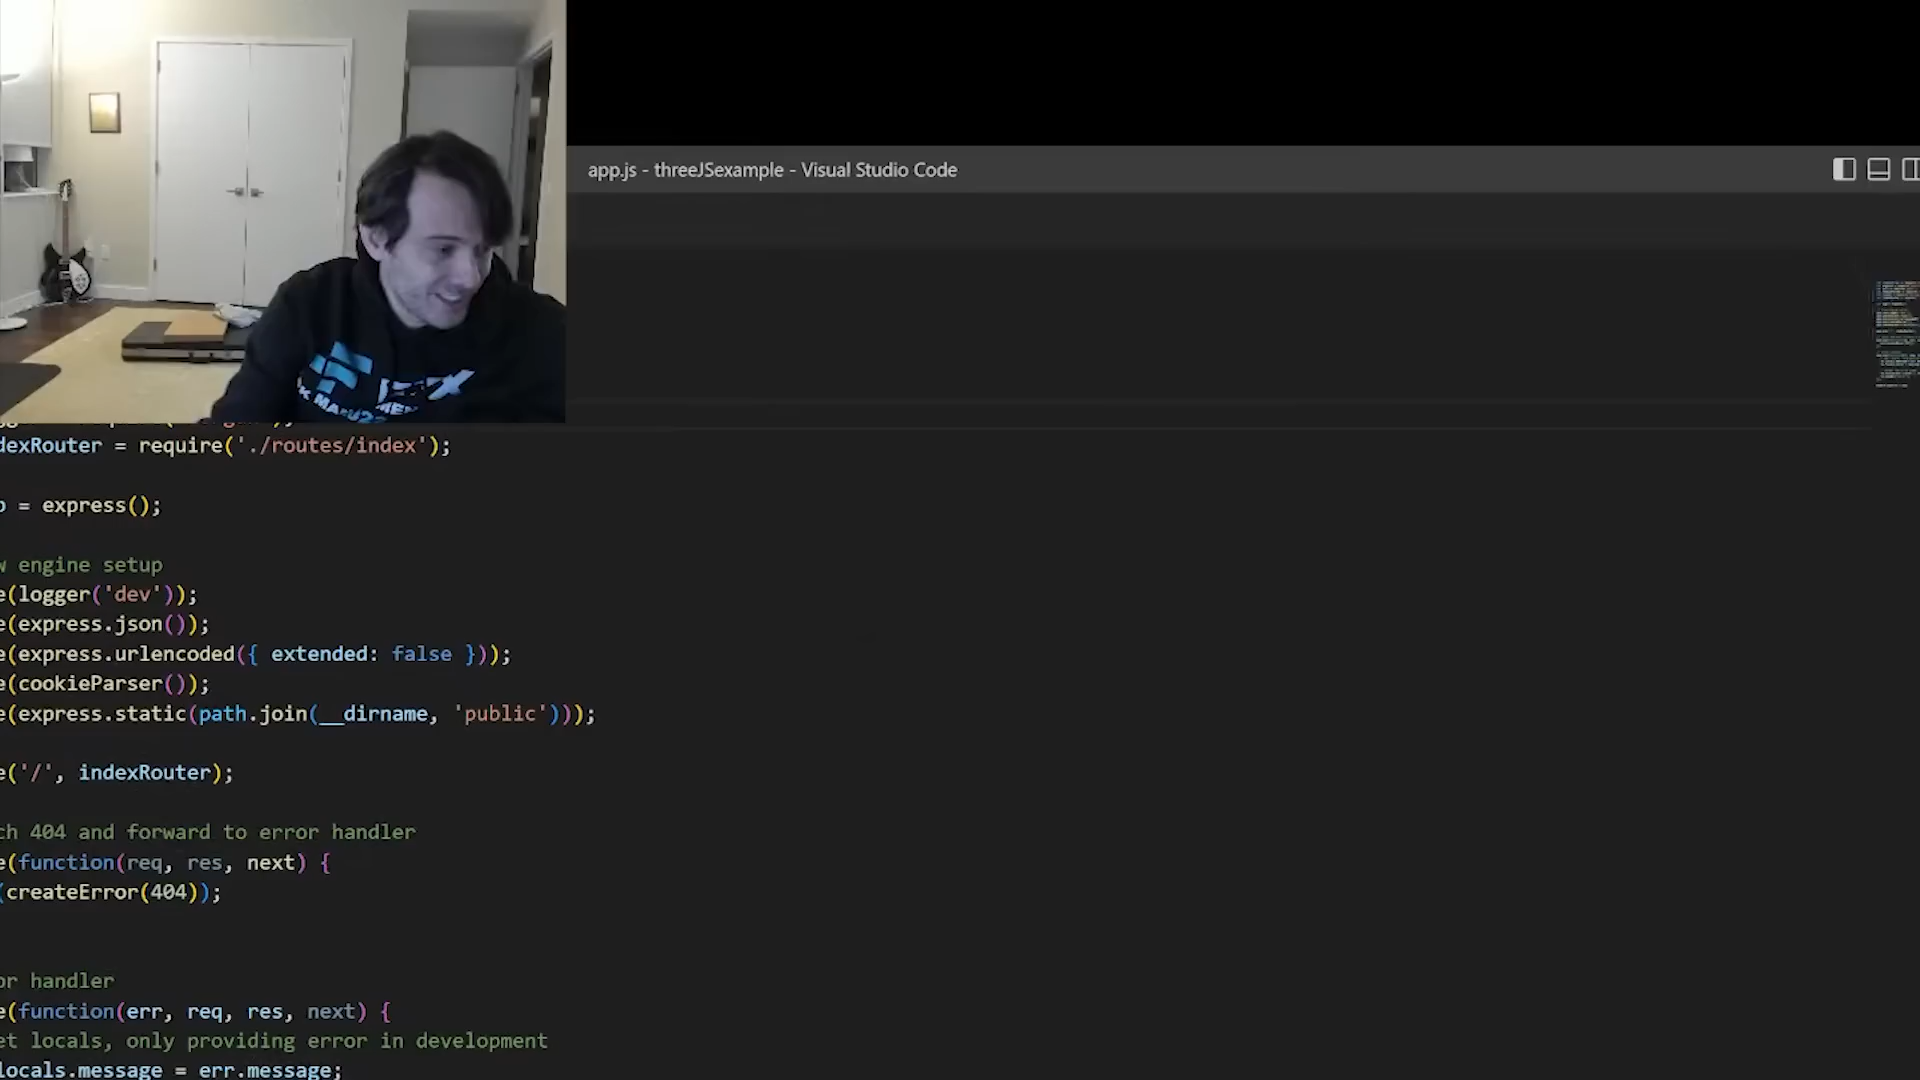 app.js - threeJSexample - Visual Studio Code
dexRouter = require('./routes/index');
= express();
engine setup
e(logger('dev'));
e(express.json());
e(express.urlencoded({ extended: false }));
e(cookieParser());
e(express.static(path.join(__dirname, 'public')));
e('/', indexRouter);
ch 404 and forward to error handler
e(function(req, res, next) {
(createError(404));
or handler
e(function(err, req, res, next) {
et locals, only providing error in development
locals.message = err.message;